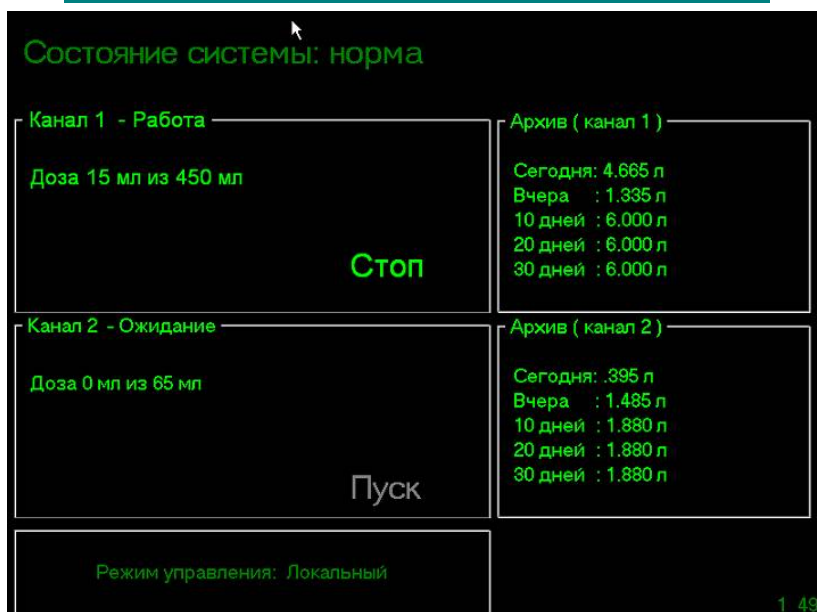 Состояние системы: норма
Канал 1 - Работа
Доза 15 мл из 450 мл
Стоп
Архив ( канал 1 )
Сегодня: 4.665 л
Вчера : 1.335 л
10 дней : 6.000 л
20 дней : 6.000 л
30 дней : 6.000 л
Канал 2 - Ожидание
Доза 0 мл из 65 мл
Пуск
Архив ( канал 2 )
Сегодня: .395 л
Вчера : 1.485 л
10 дней : 1.880 л
20 дней : 1.880 л
30 дней : 1.880 л
Режим управления: Локальный
1 49